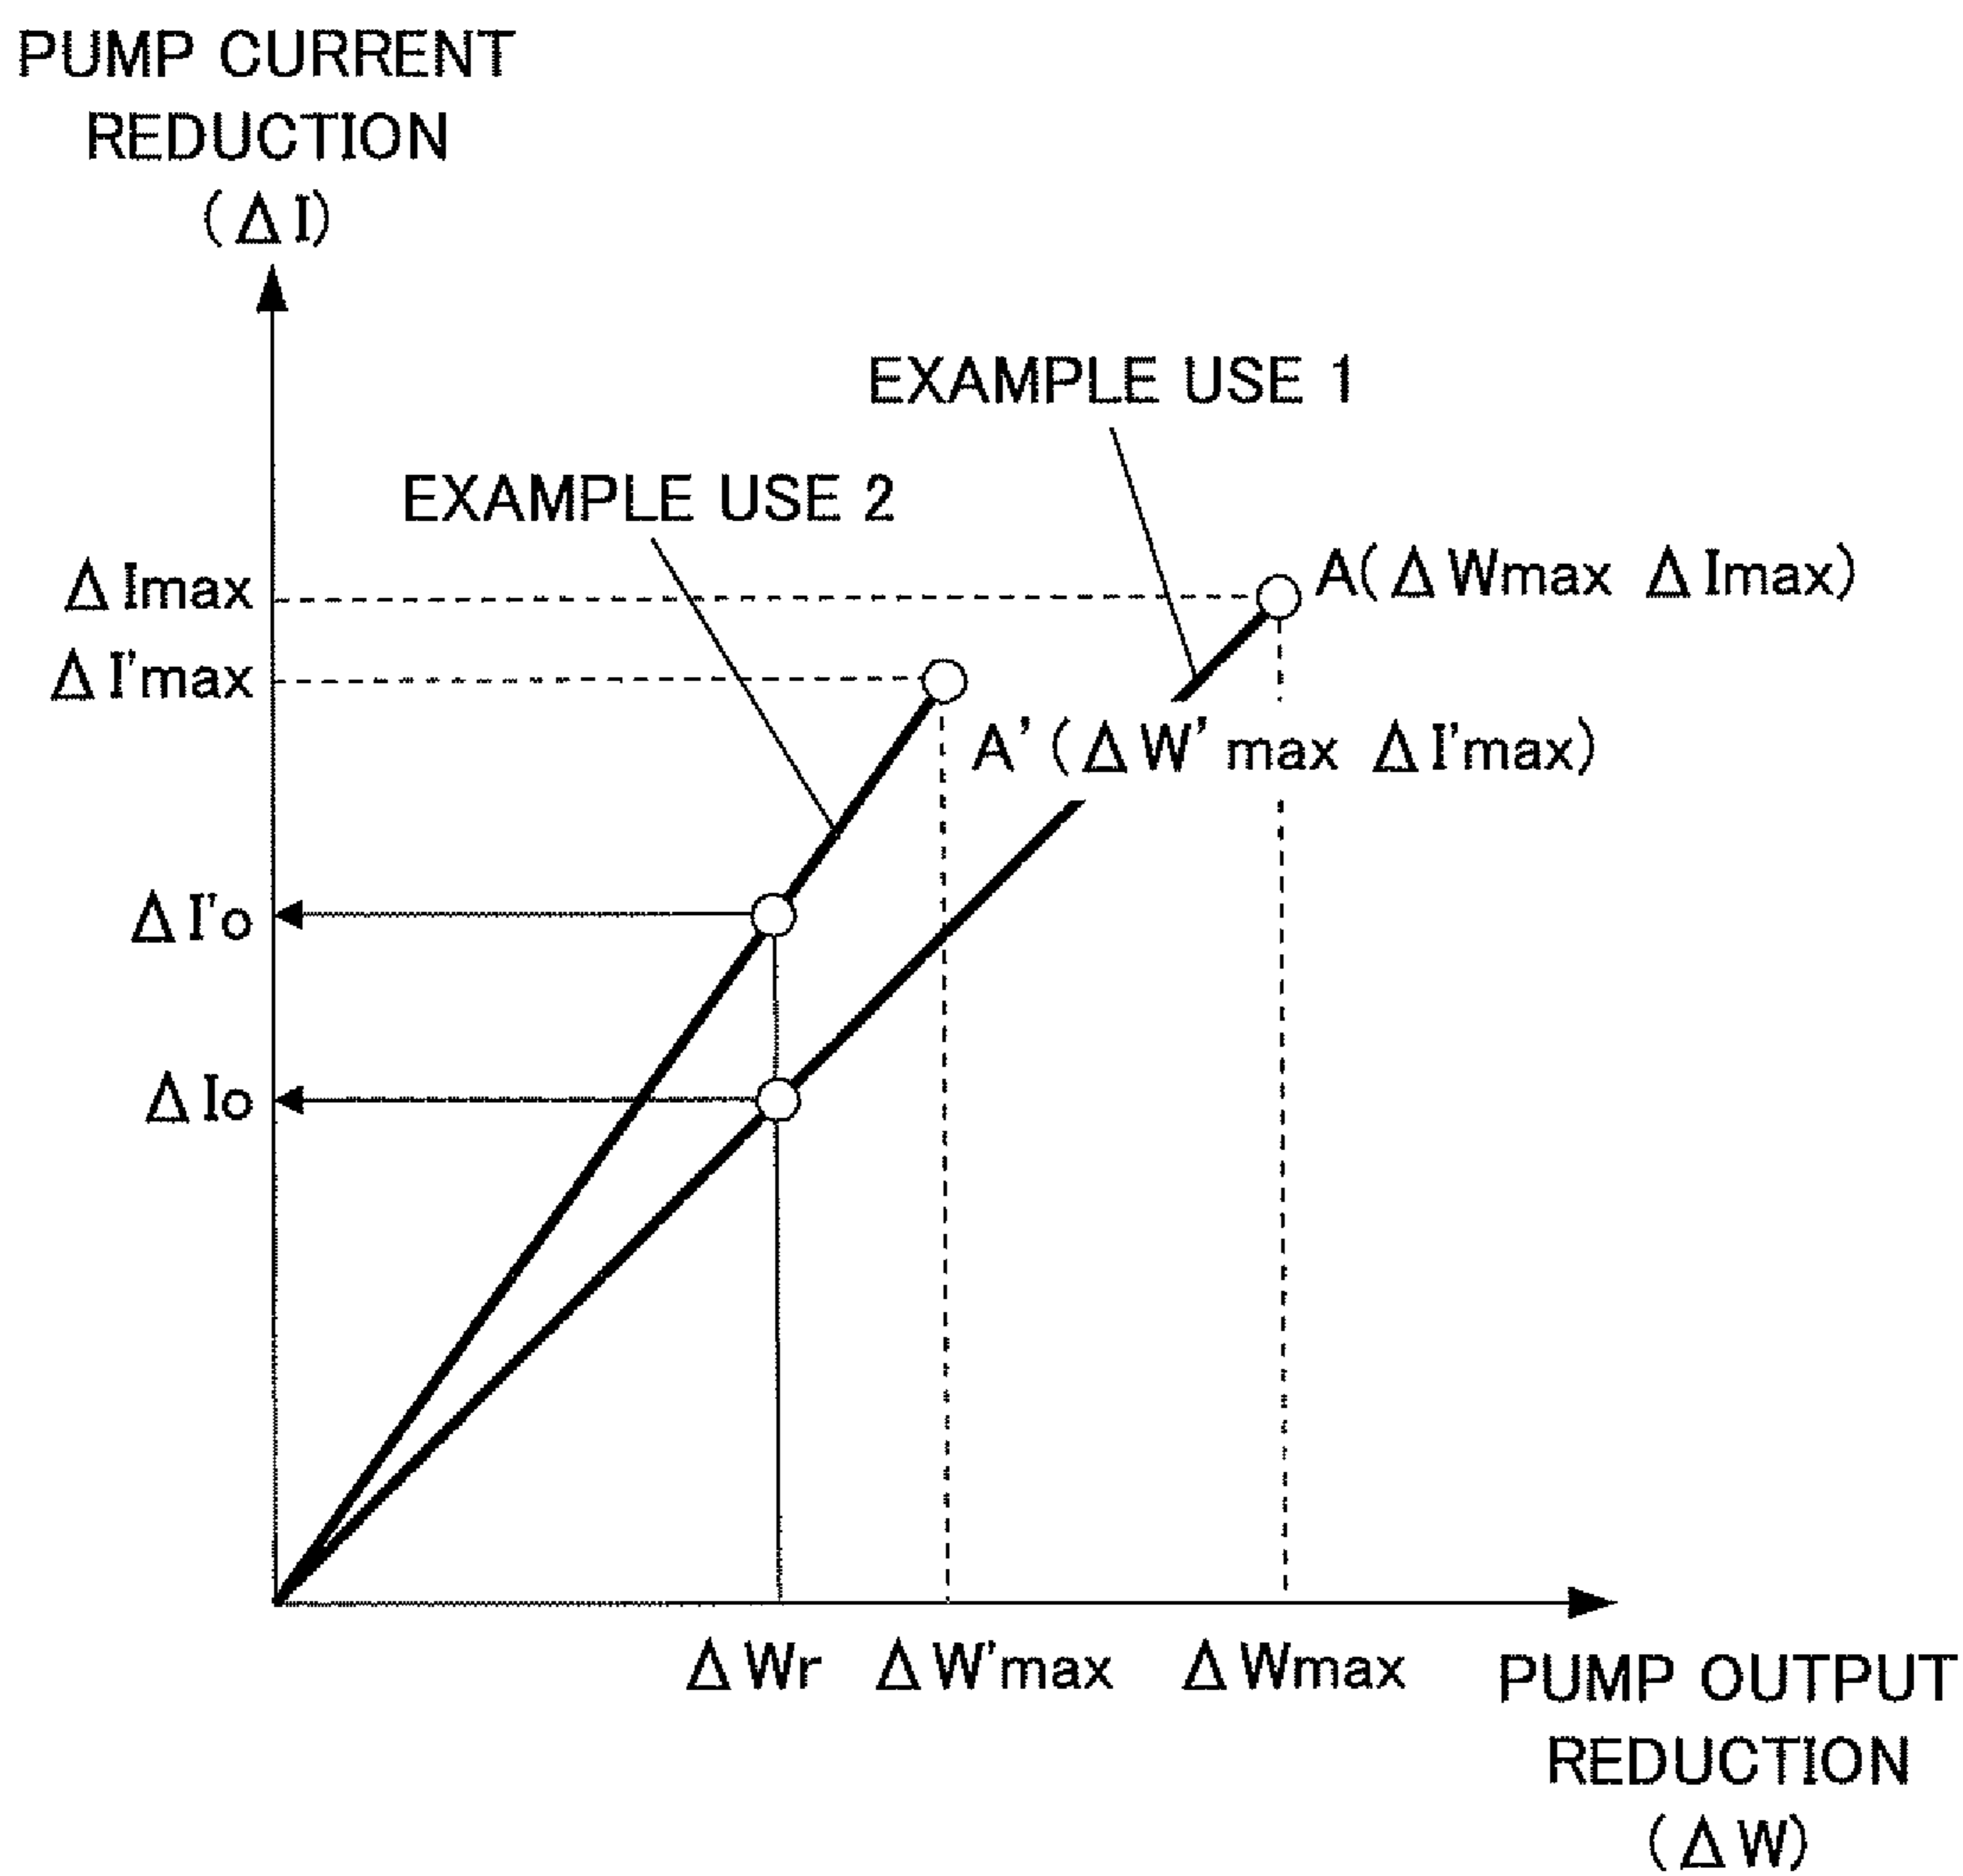 PUMP CURRENT
REDUCTION
(ΔI)
EXAMPLE USE 1
EXAMPLE USE 2
ΔImax
A(ΔWmax ΔImax)
ΔI'max
A'(ΔW'max ΔI'max)
ΔI'o
ΔIo
ΔWr ΔW'max ΔWmax
PUMP OUTPUT
REDUCTION
(ΔW)